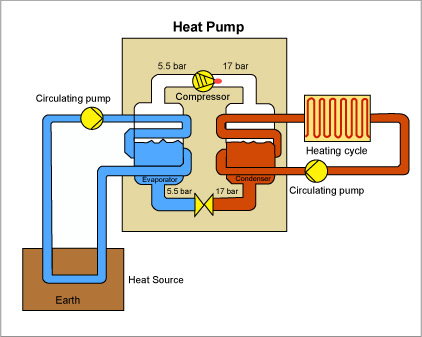 Heat Pump
5.5 bar
17 bar
Circulating pump
Compressor
Heating cycle
Evaporator
Condenser
5.5 bar
17 bar
Circulating pump
Heat Source
Earth